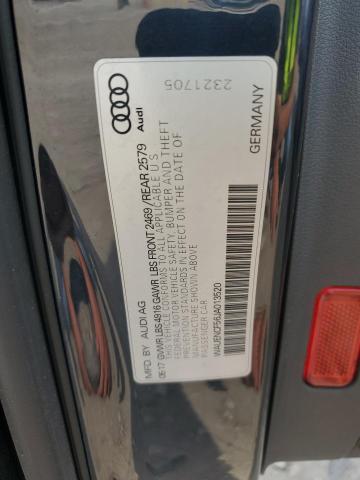 Audi
2321705
MFD BY AUDI AG
06·17 GVWR LBS 4916 GAWR LBS FRONT 2469/REAR 2579
THIS VEHICLE CONFORMS TO ALL APPLICABLE U S
FEDERAL MOTOR VEHICLE SAFETY, BUMPER AND THEFT
PREVENTION STANDARDS IN EFFECT ON THE DATE OF
MANUFACTURE SHOWN ABOVE
PASSENGER CAR
WAUENCF56JA013520
GERMANY